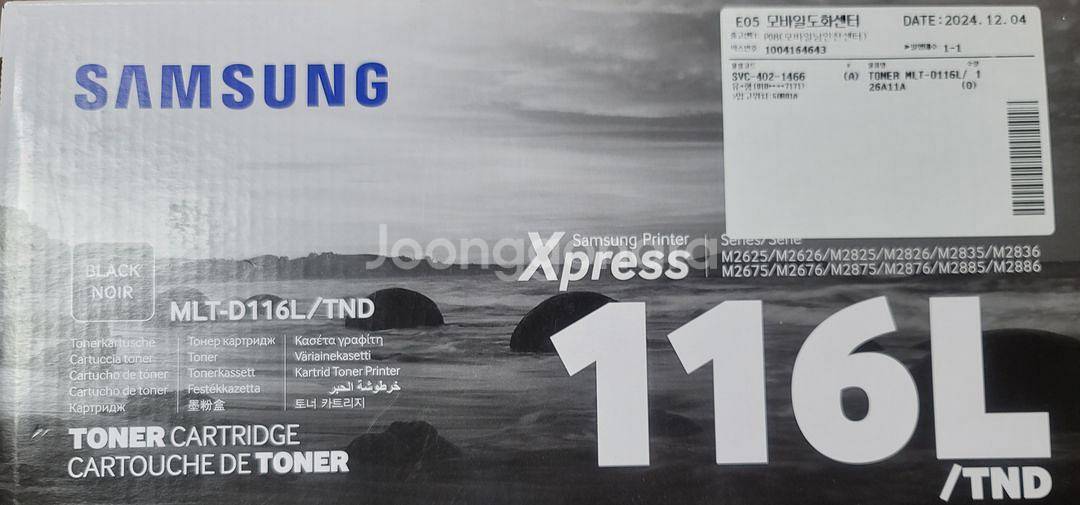 SAMSUNG
E05 모바일도화센터 DATE:2024.12.04
1004164643 1-1
SVC-402-1466 (A) TONER MLT-D116L/ 1
26A11A (0)
Joong
Xpress
Samsung Printer
Series/Série
M2625/M2626/M2825/M2826/M2835/M2836
M2675/M2676/M2875/M2876/M2885/M2886
BLACK
NOIR
MLT-D116L/TND
116L
/TND
Tonerkartusche
Cartuccia toner
Cartucho de toner
Cartucho de tóner
Картридж
Тонер картридж
Toner
Tonerkassett
Festékkazetta
墨粉盒
Κασέτα γραφίτη
Väriainekasetti
Kartrid Toner Printer
خرطوشة الحبر
토너 카트리지
TONER CARTRIDGE
CARTOUCHE DE TONER